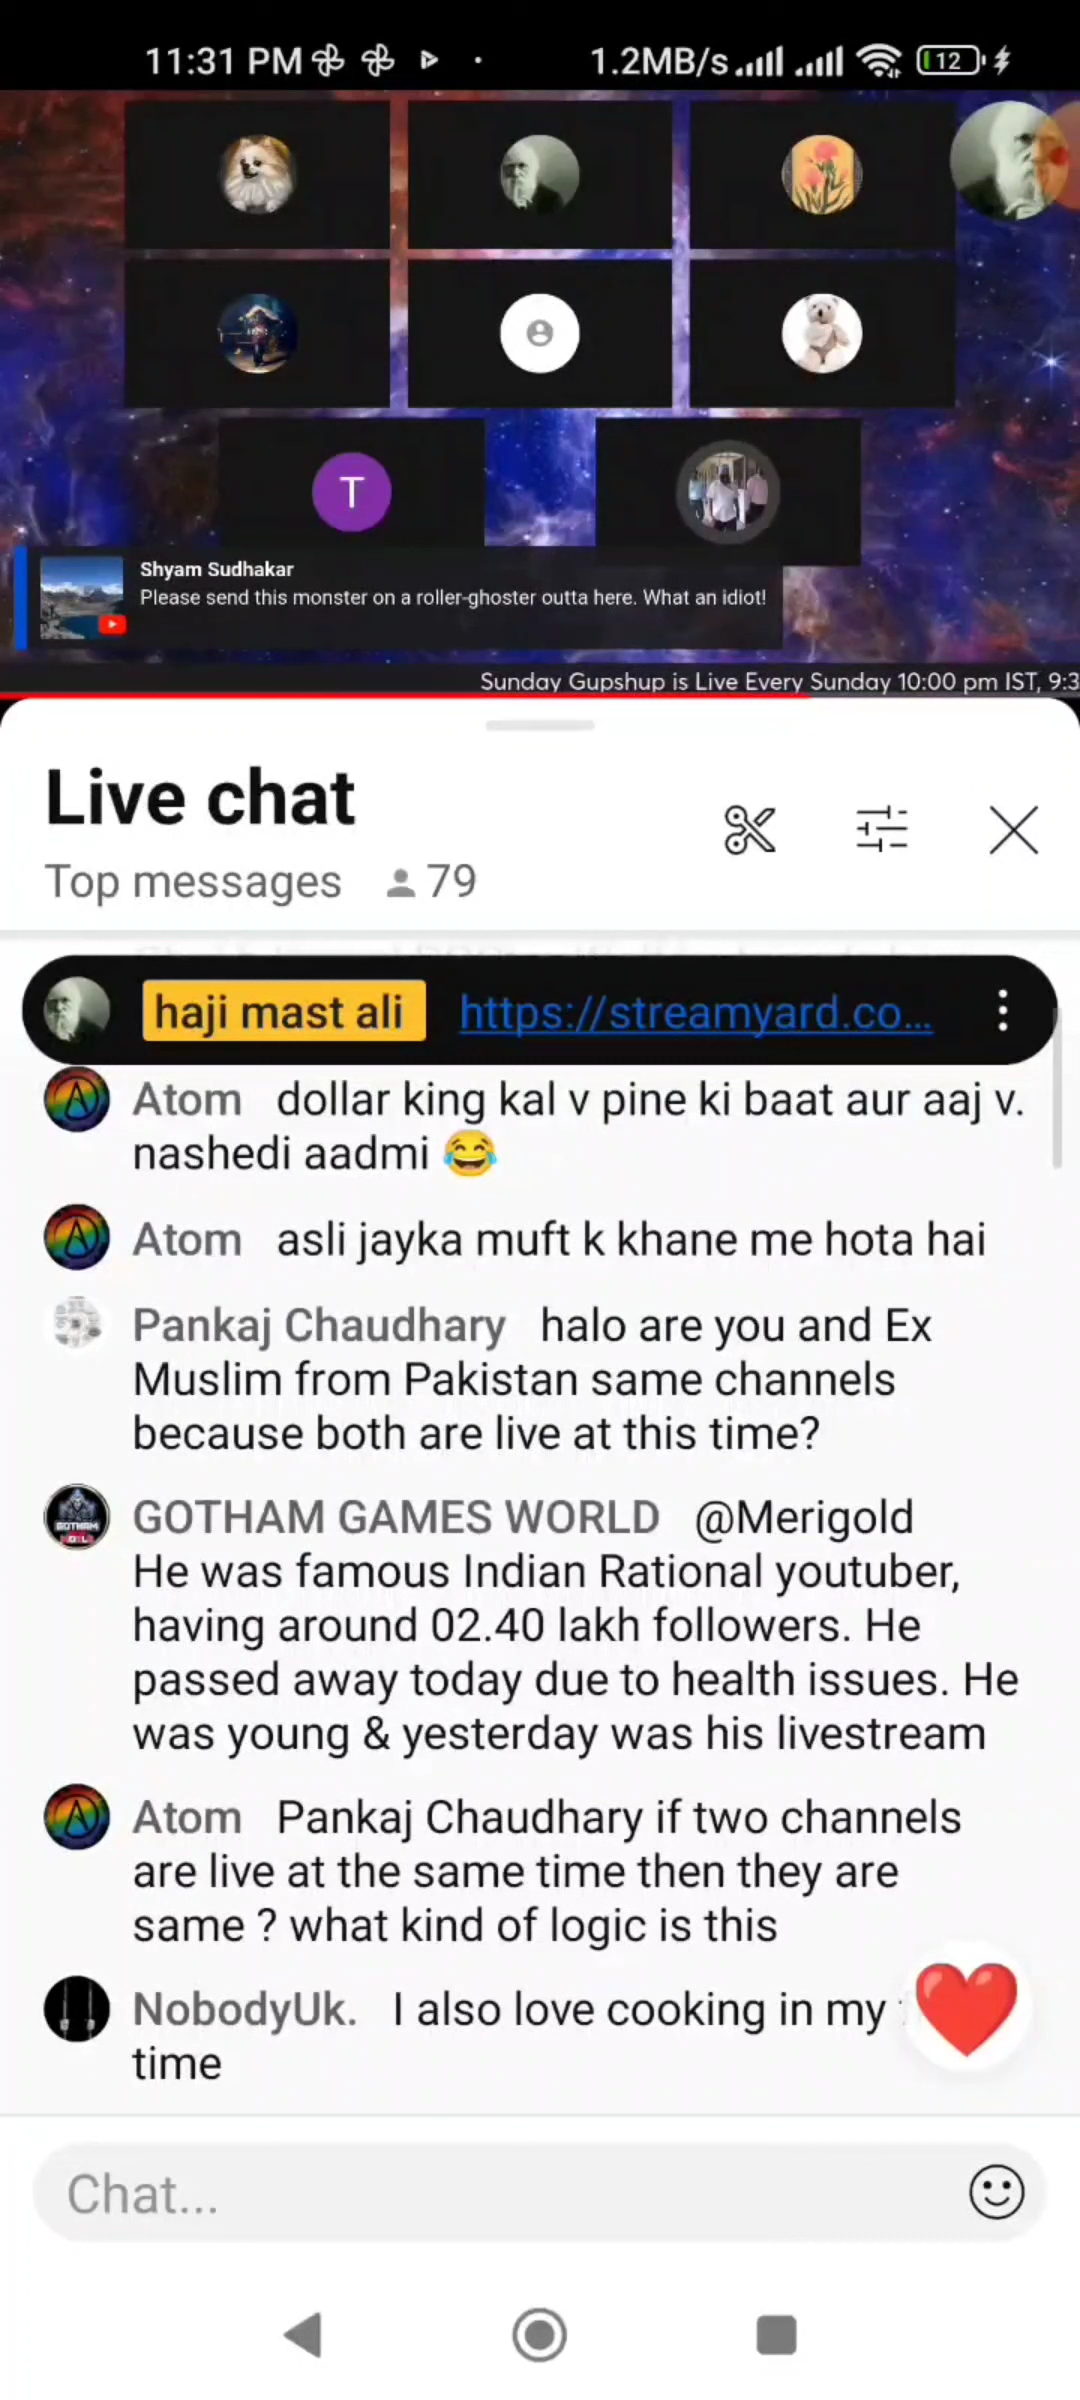 11:31 PM
1.2MB/s
12
T
Shyam Sudhakar
Please send this monster on a roller-ghoster outta here. What an idiot!
Sunday Gupshup is Live Every Sunday 10:00 pm IST, 9:3
Live chat
Top messages 79
haji mast ali https://streamyard.co...
Atom dollar king kal v pine ki baat aur aaj v.
nashedi aadmi 😂
Atom asli jayka muft k khane me hota hai
Pankaj Chaudhary halo are you and Ex
Muslim from Pakistan same channels
because both are live at this time?
GOTHAM GAMES WORLD @Merigold
He was famous Indian Rational youtuber,
having around 02.40 lakh followers. He
passed away today due to health issues. He
was young & yesterday was his livestream
Atom Pankaj Chaudhary if two channels
are live at the same time then they are
same ? what kind of logic is this
NobodyUk. I also love cooking in my
time
Chat...